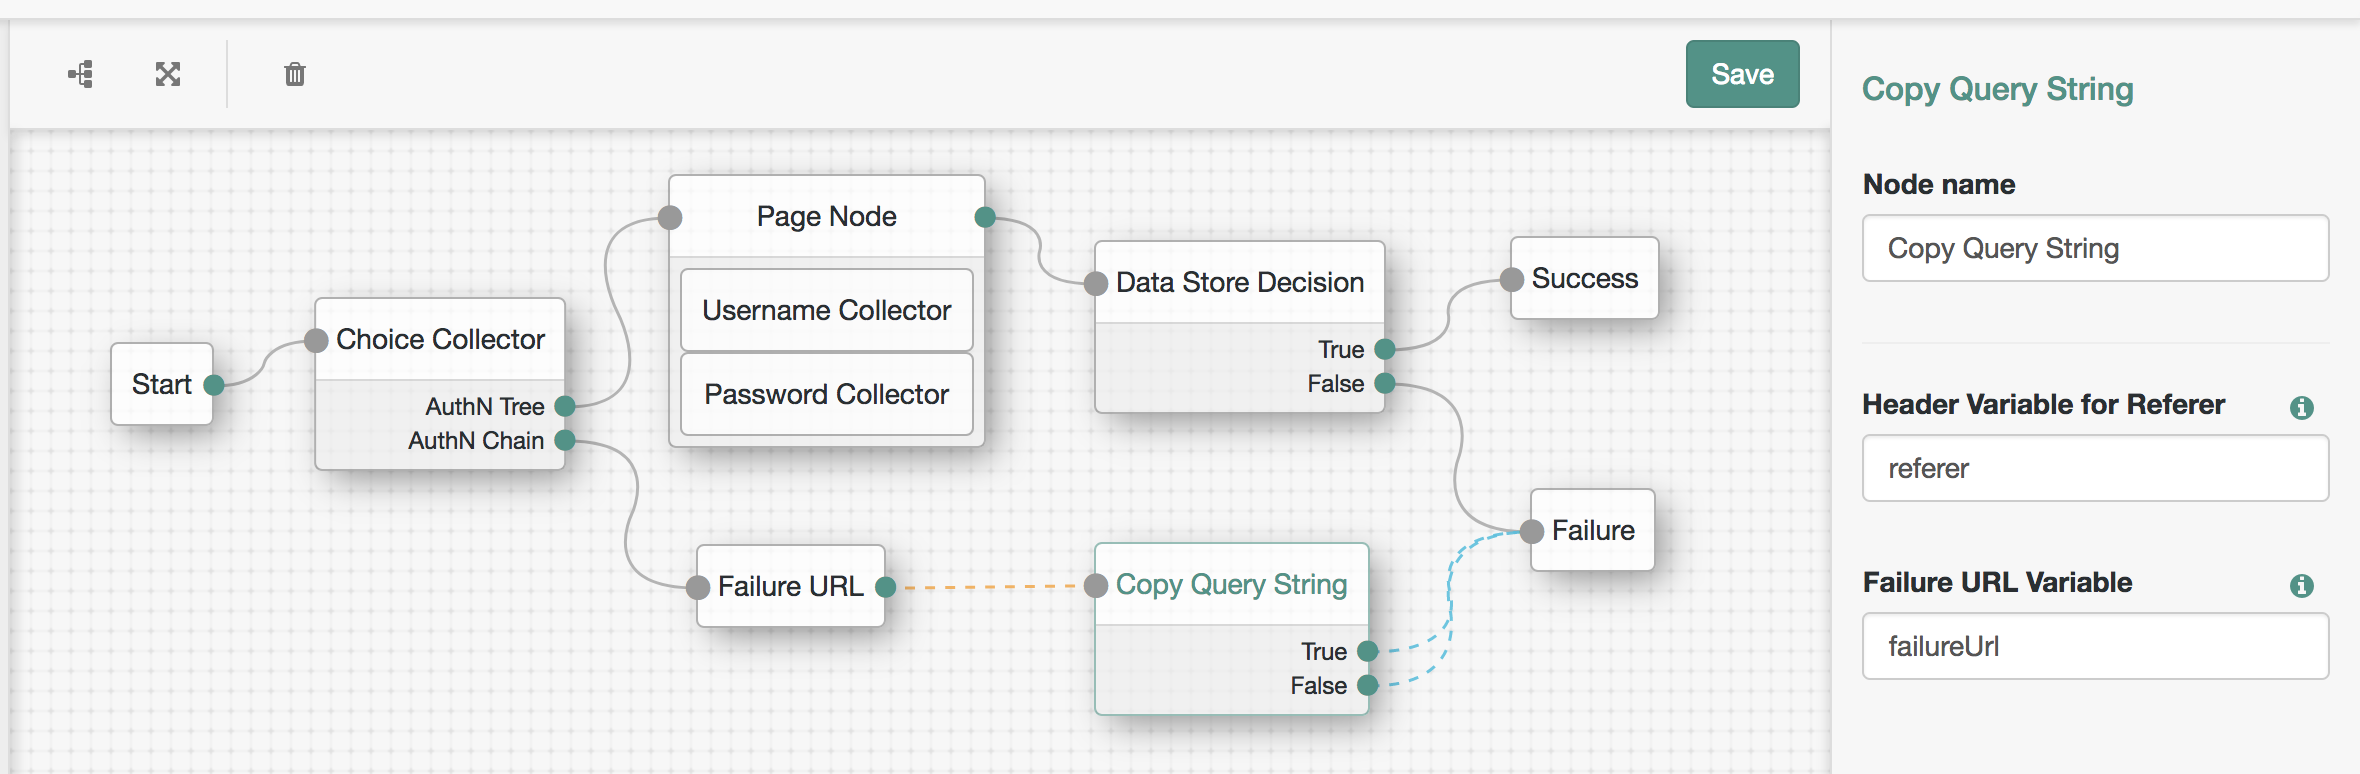 Save
Start
Choice Collector
AuthN Tree
AuthN Chain
Page Node
Username Collector
Password Collector
Data Store Decision
True
False
Success
Failure
Failure URL
Copy Query String
True
False
Copy Query String
Node name
Copy Query String
Header Variable for Referer
referer
Failure URL Variable
failureUrl